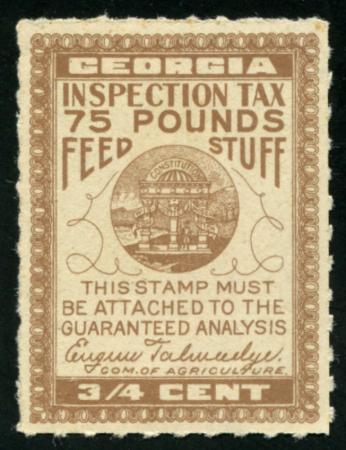 GEORGIA
INSPECTION TAX
75 POUNDS
FEED STUFF
CONSTITUTION
THIS STAMP MUST
BE ATTACHED TO THE
GUARANTEED ANALYSIS
Eugene Talmadge.
COM. OF AGRICULTURE.
3/4 CENT